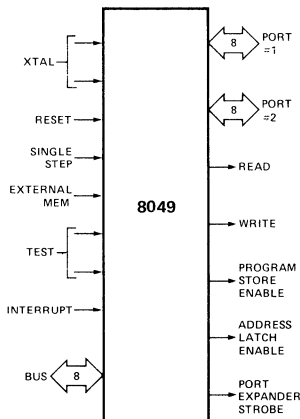 XTAL
RESET
SINGLE
STEP
EXTERNAL
MEM
TEST
INTERRUPT
BUS
8
8049
8
PORT
=1
8
PORT
=2
READ
WRITE
PROGRAM
STORE
ENABLE
ADDRESS
LATCH
ENABLE
PORT
EXPANDER
STROBE